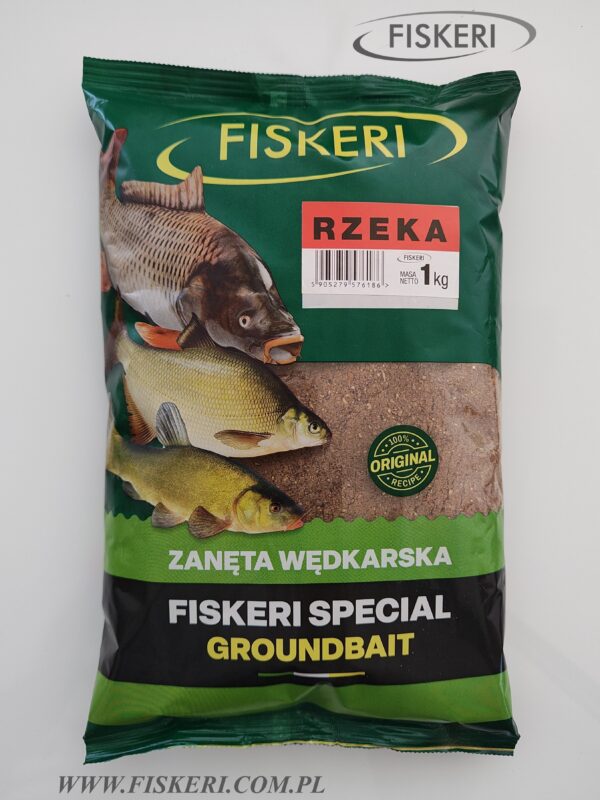 FISKERI
FISKERI
RZEKA
FISKERI
MASA
NETTO 1kg
5 905279 576186 >
100%
ORIGINAL
RECIPE
ZANĘTA WĘDKARSKA
FISKERI SPECIAL
GROUNDBAIT
WWW.FISKERI.COM.PL